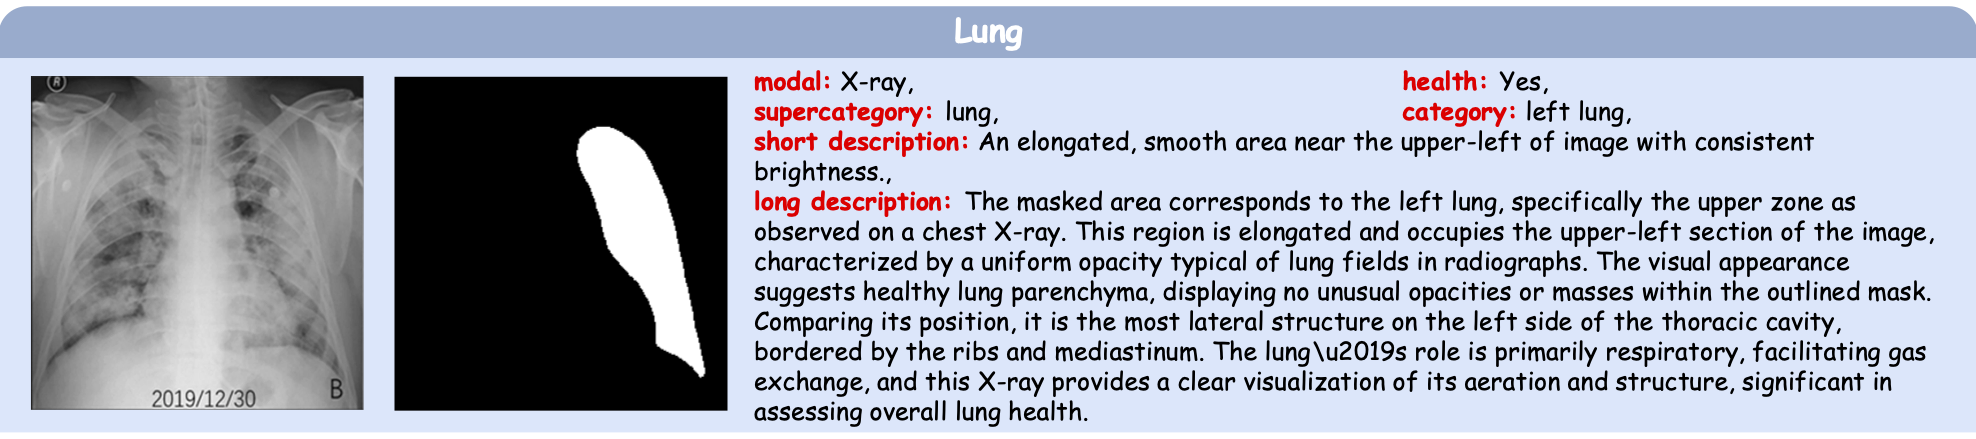 Lung
R
2019/12/30
B
modal: X-ray, health: Yes,
supercategory: lung, category: left lung,
short description: An elongated, smooth area near the upper-left of image with consistent
brightness.,
long description: The masked area corresponds to the left lung, specifically the upper zone as
observed on a chest X-ray. This region is elongated and occupies the upper-left section of the image,
characterized by a uniform opacity typical of lung fields in radiographs. The visual appearance
suggests healthy lung parenchyma, displaying no unusual opacities or masses within the outlined mask.
Comparing its position, it is the most lateral structure on the left side of the thoracic cavity,
bordered by the ribs and mediastinum. The lung\u2019s role is primarily respiratory, facilitating gas
exchange, and this X-ray provides a clear visualization of its aeration and structure, significant in
assessing overall lung health.